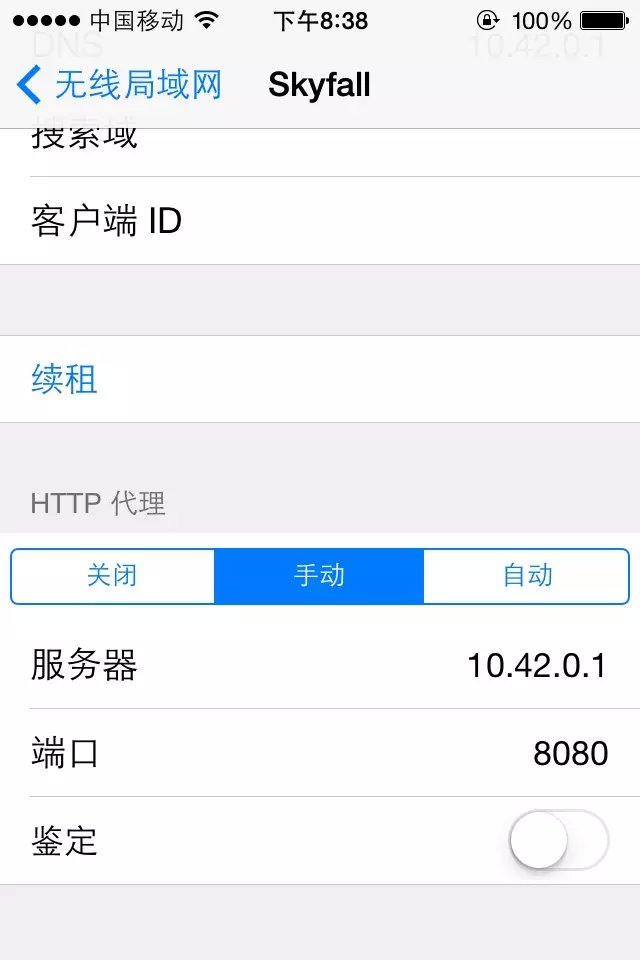 中国移动 下午8:38 100%
DNS 10.42.0.1
无线局域网 Skyfall
搜索域
客户端 ID
续租
HTTP 代理
关闭 手动 自动
服务器 10.42.0.1
端口 8080
鉴定